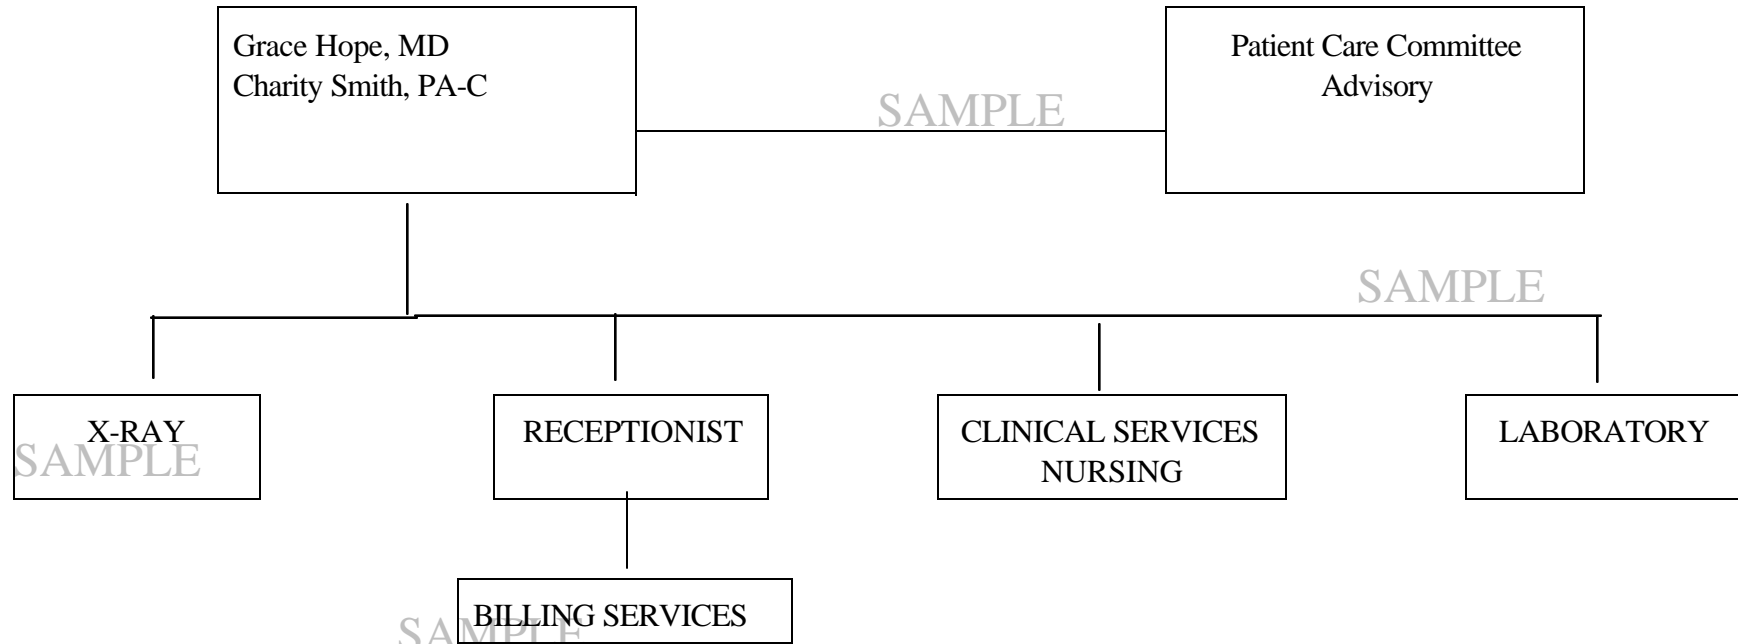 Grace Hope, MD
Charity Smith, PA-C
Patient Care Committee
Advisory
SAMPLE
SAMPLE
X-RAY
SAMPLE
RECEPTIONIST
CLINICAL SERVICES
NURSING
LABORATORY
BILLING SERVICES
SAMPLE